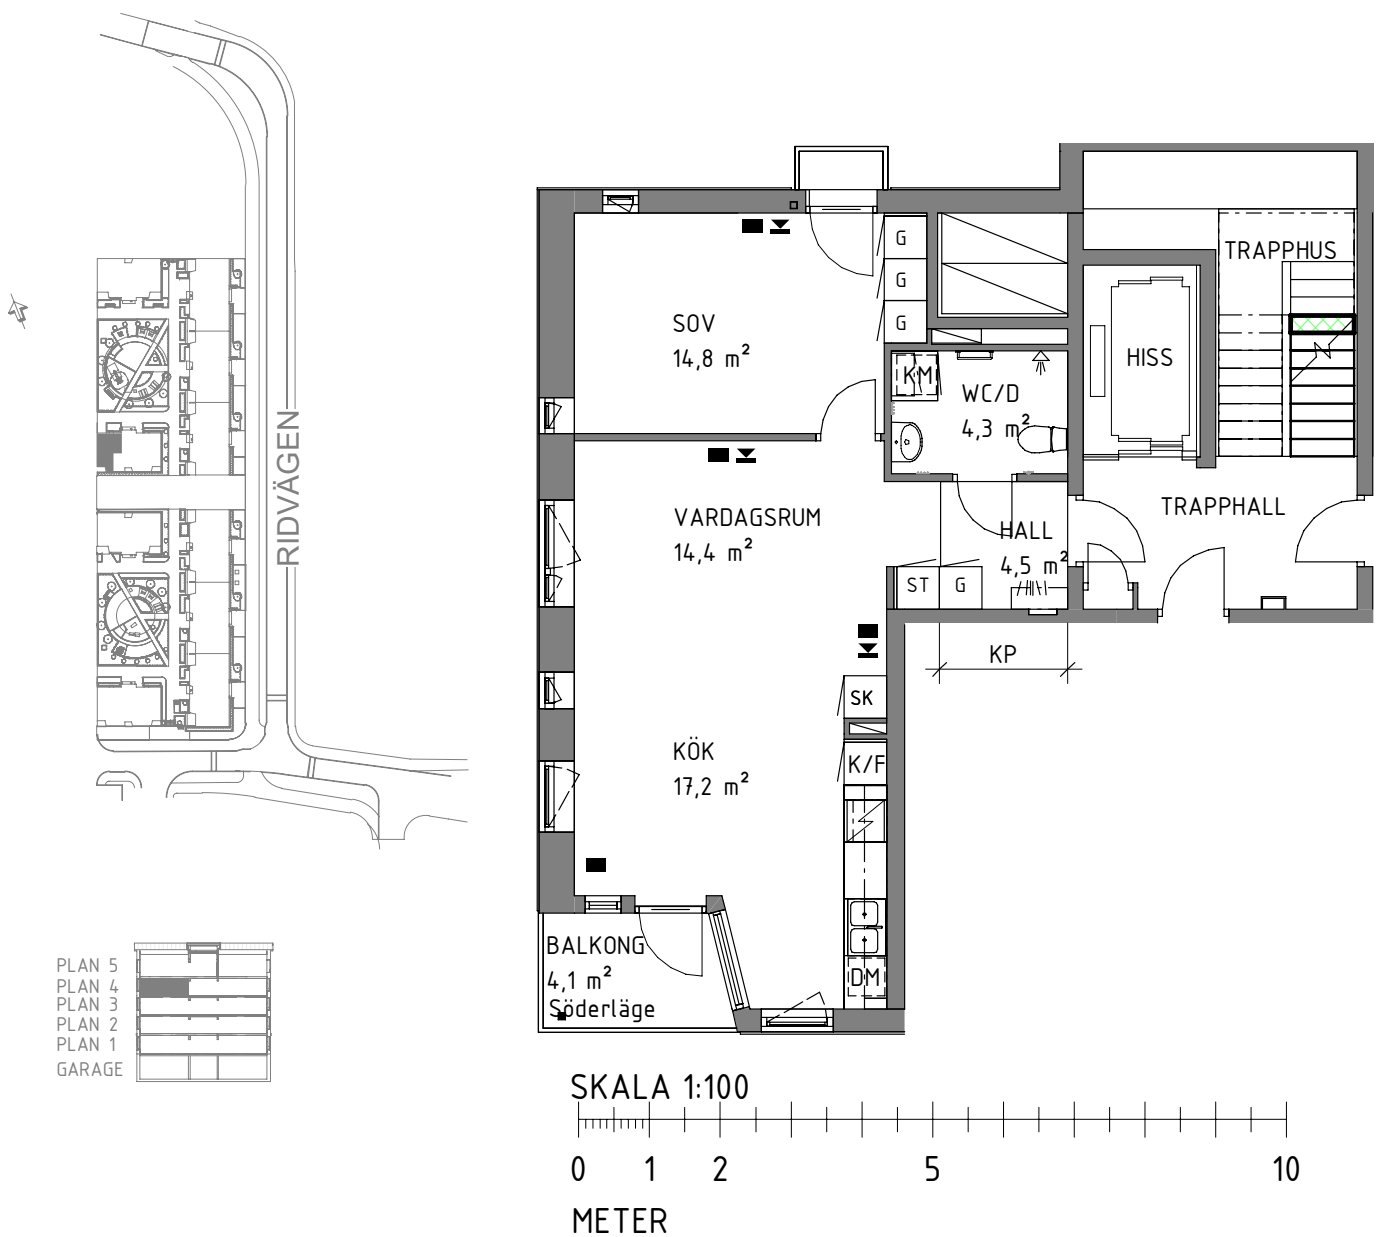 RIDVÄGEN
PLAN 5
PLAN 4
PLAN 3
PLAN 2
PLAN 1
GARAGE
SOV
14,8 m²
G
G
G
KM
WC/D
4,3 m²
HISS
TRAPPHUS
TRAPPHALL
VARDAGSRUM
14,4 m²
HALL
4,5 m²
ST
G
KP
SK
K/F
KÖK
17,2 m²
DM
BALKONG
4,1 m²
Söderläge
SKALA 1:100
0 1 2 5 10
METER